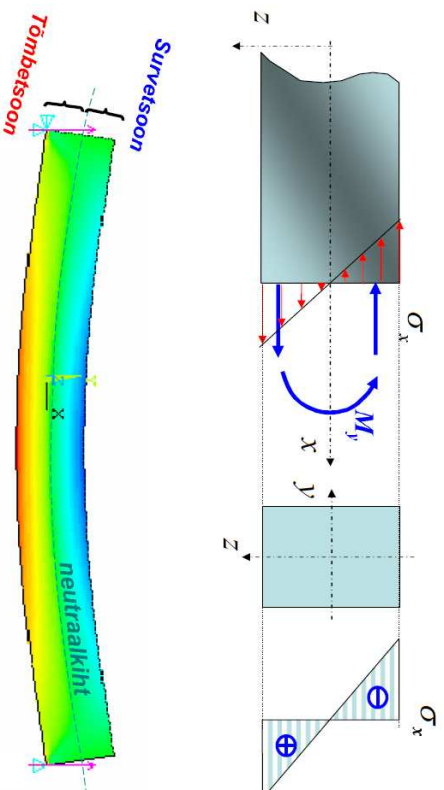 σx
My
x
z
y
z
σx
⊖
⊕
Survetsoon
Tõmbetsoon
Y
X
neutraalkiht